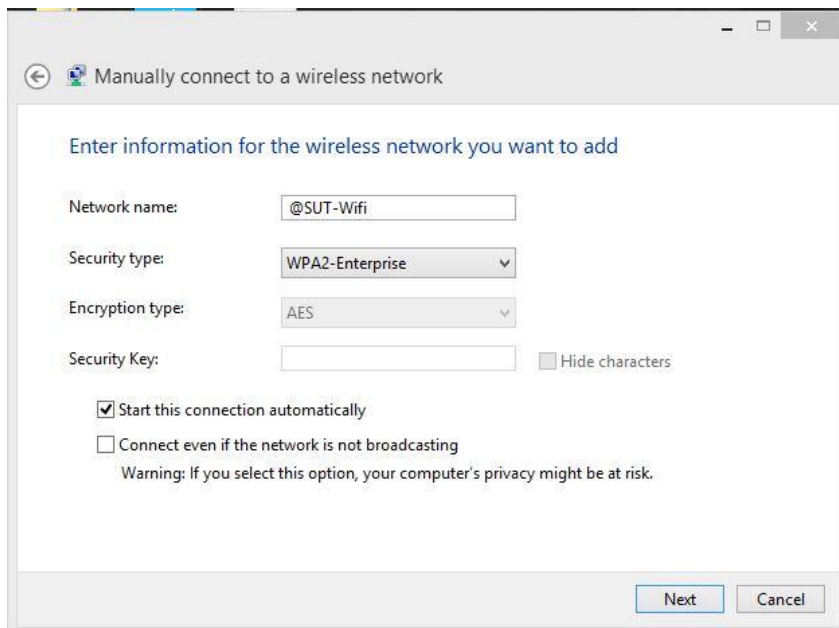 Manually connect to a wireless network
Enter information for the wireless network you want to add
Network name: @SUT-Wifi
Security type: WPA2-Enterprise
Encryption type: AES
Security Key: Hide characters
Start this connection automatically
Connect even if the network is not broadcasting
Warning: If you select this option, your computer's privacy might be at risk.
Next Cancel